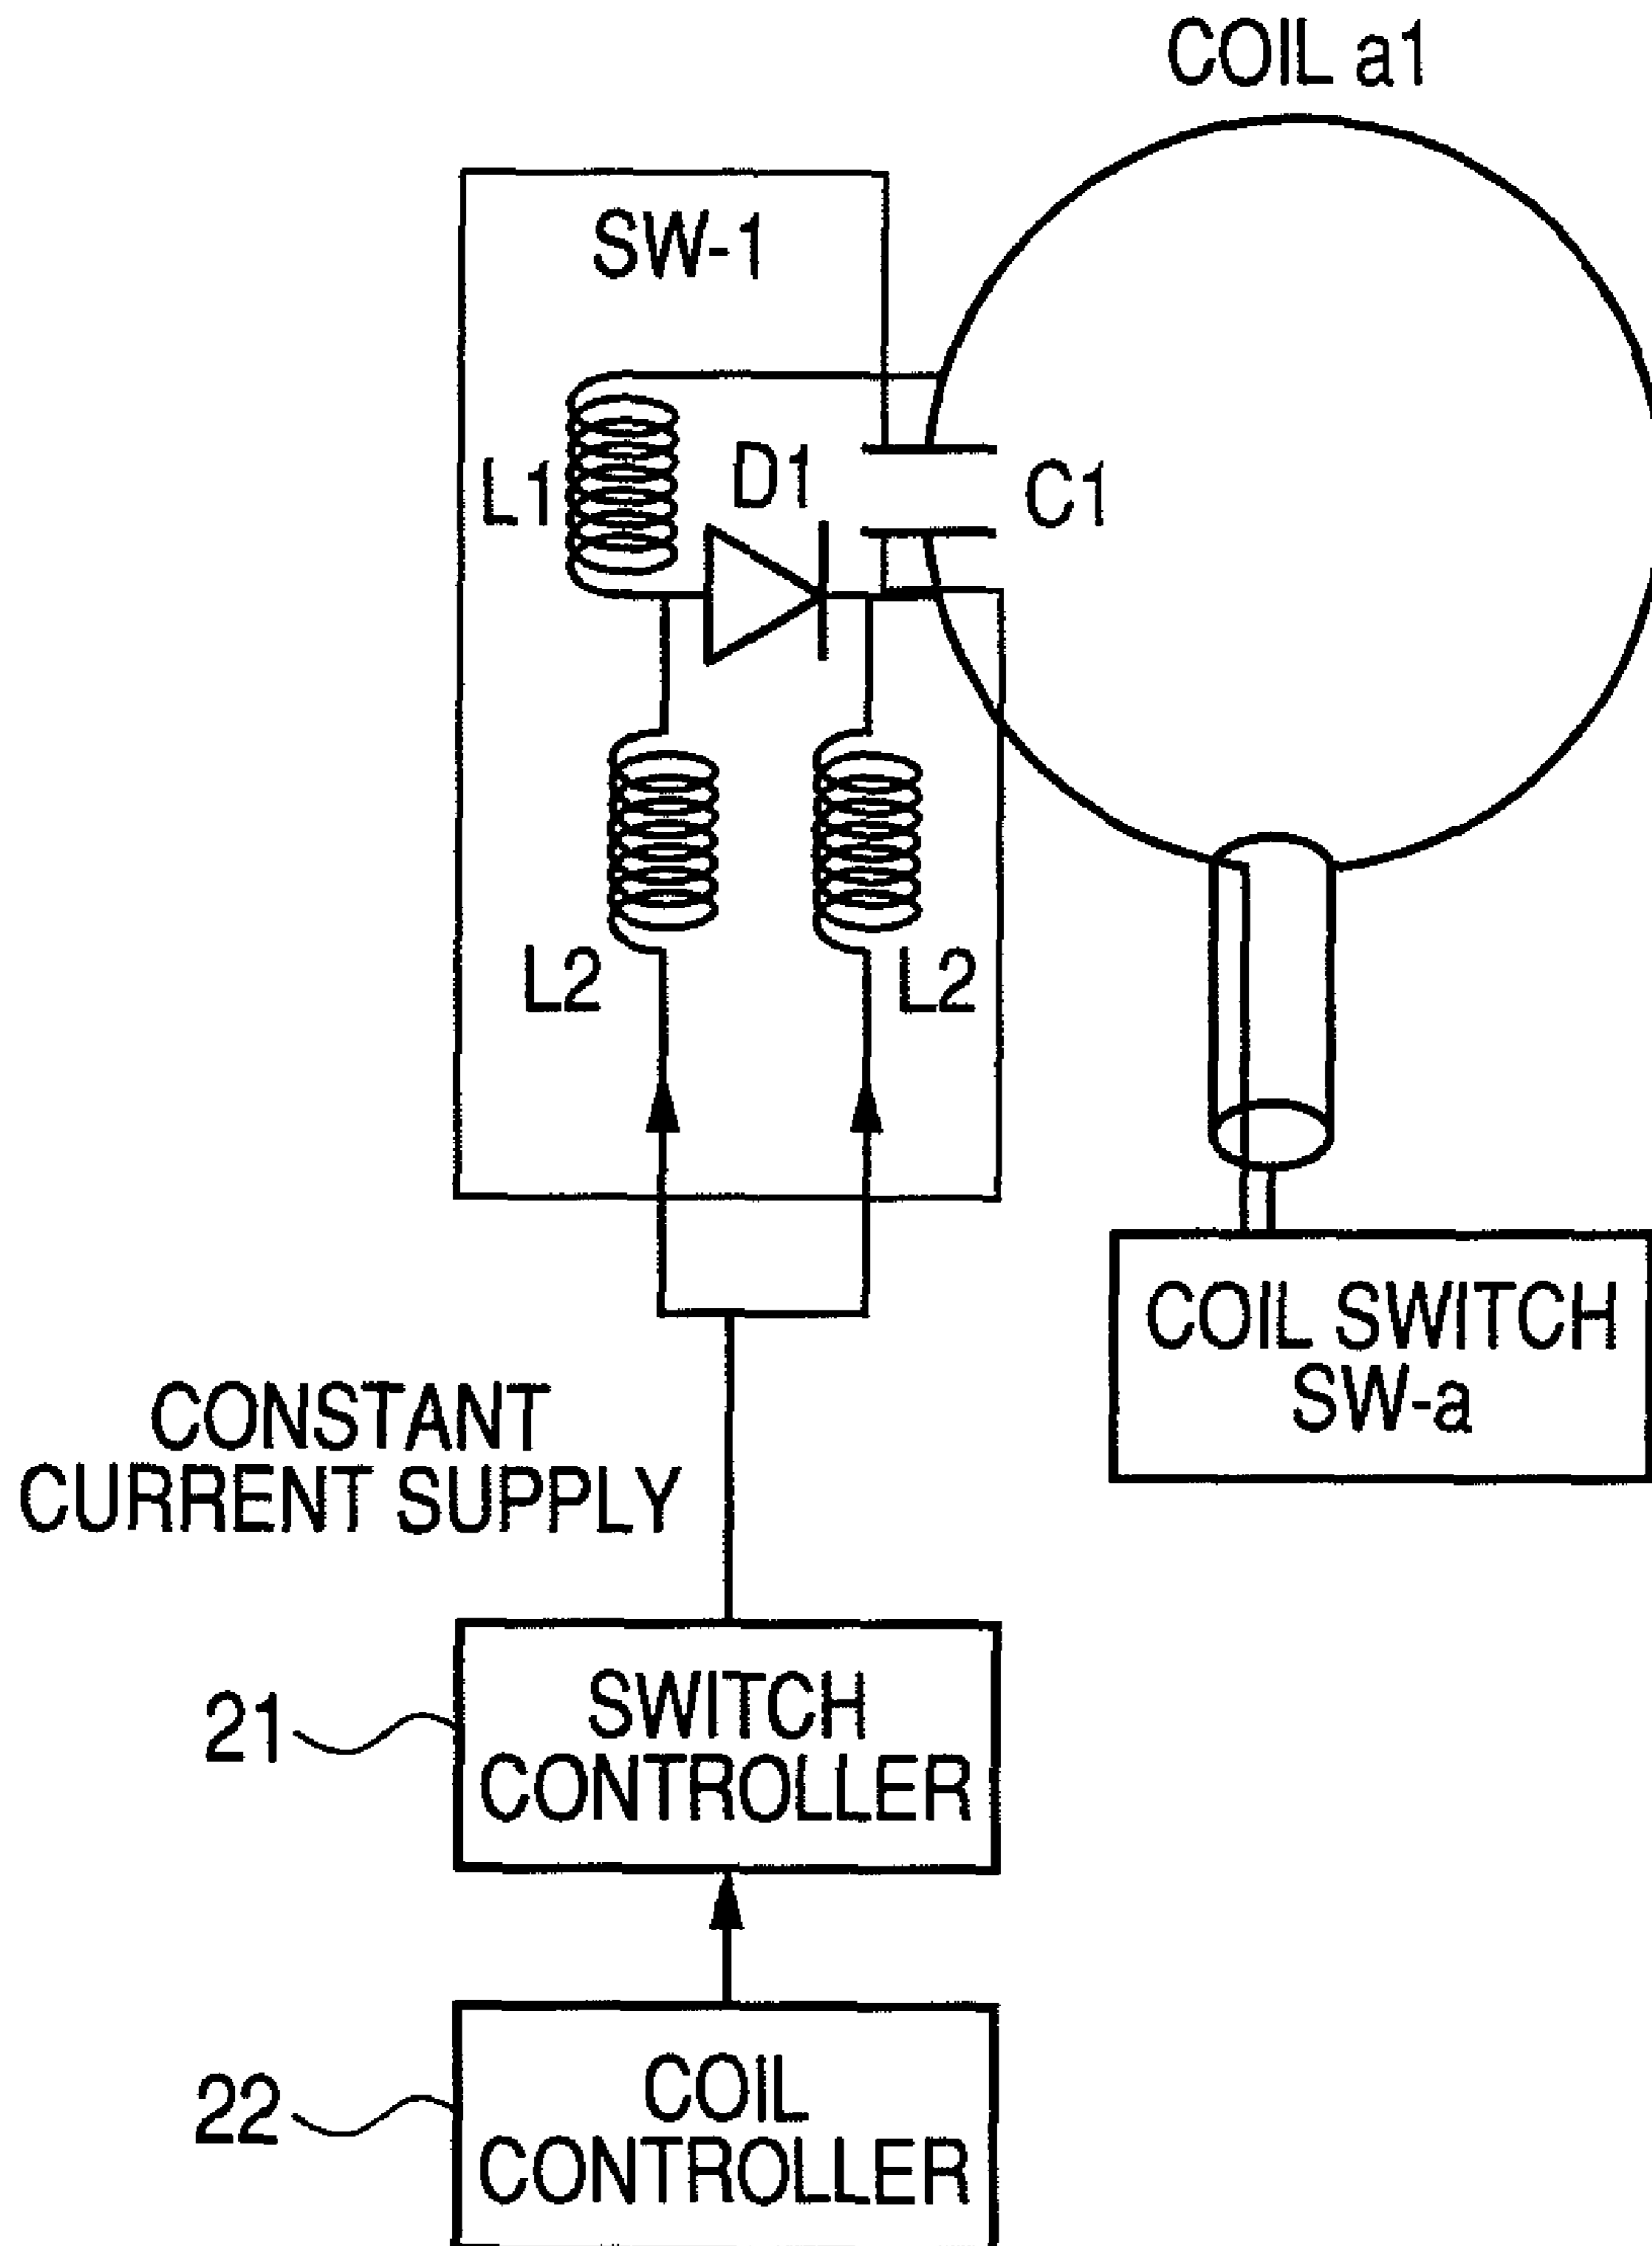 COIL a1
SW-1
L1
D1
C1
L2
L2
COIL SWITCH
SW-a
CONSTANT
CURRENT SUPPLY
21
SWITCH
CONTROLLER
22
COIL
CONTROLLER